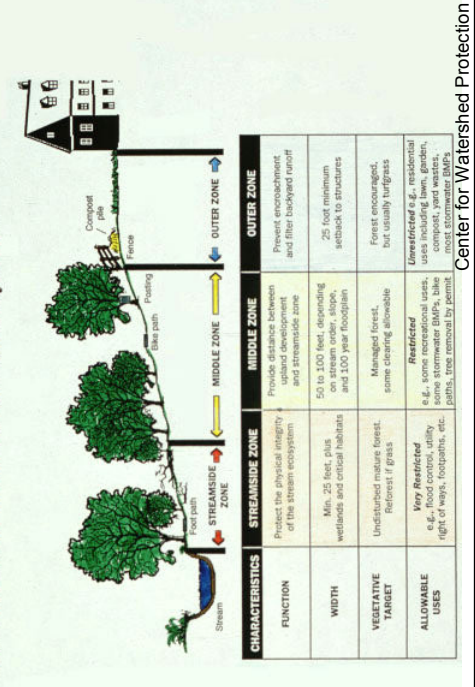 Stream
Foot path
Bike path
Posting
Fence
Compost
pile
STREAMSIDE
ZONE
MIDDLE ZONE
OUTER ZONE
CHARACTERISTICS
STREAMSIDE ZONE
MIDDLE ZONE
OUTER ZONE
FUNCTION
Protect the physical integrity
of the stream ecosystem
Provide distance between
upland development
and streamside zone
Prevent encroachment
and filter backyard runoff
WIDTH
Min. 25 feet, plus
wetlands and critical habitats
50 to 100 feet, depending
on stream order, slope,
and 100 year floodplain
25 foot minimum
setback to structures
VEGETATIVE
TARGET
Undisturbed mature forest.
Reforest if grass
Managed forest,
some clearing allowable
Forest encouraged,
but usually turfgrass
ALLOWABLE
USES
Very Restricted
e.g., flood control, utility
right of ways, footpaths, etc.
Restricted
e.g., some recreational uses,
some stormwater BMPs, bike
paths, tree removal by permit
Unrestricted e.g., residential
uses including lawn, garden,
compost, yard wastes,
most stormwater BMPs
Center for Watershed Protection